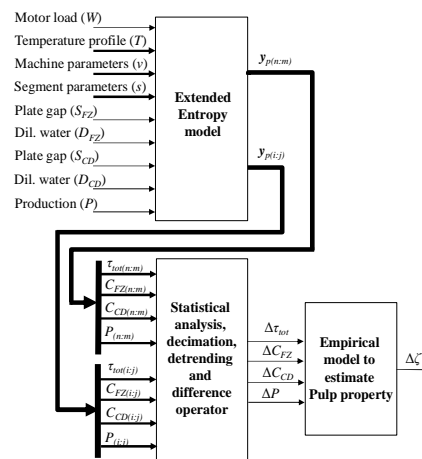 Motor load (W)
Temperature profile (T)
Machine parameters (v)
Segment parameters (s)
Plate gap (S_FZ)
Dil. water (D_FZ)
Plate gap (S_CD)
Dil. water (D_CD)
Production (P)
Extended
Entropy
model
y_p(n:m)
y_p(i:j)
τ_tot(n:m)
C_FZ(n:m)
C_CD(n:m)
P_(n:m)
τ_tot(i:j)
C_FZ(i:j)
C_CD(i:j)
P_(i:j)
Statistical
analysis,
decimation,
detrending
and
difference
operator
Δτ_tot
ΔC_FZ
ΔC_CD
ΔP
Empirical
model to
estimate
Pulp property
Δζ